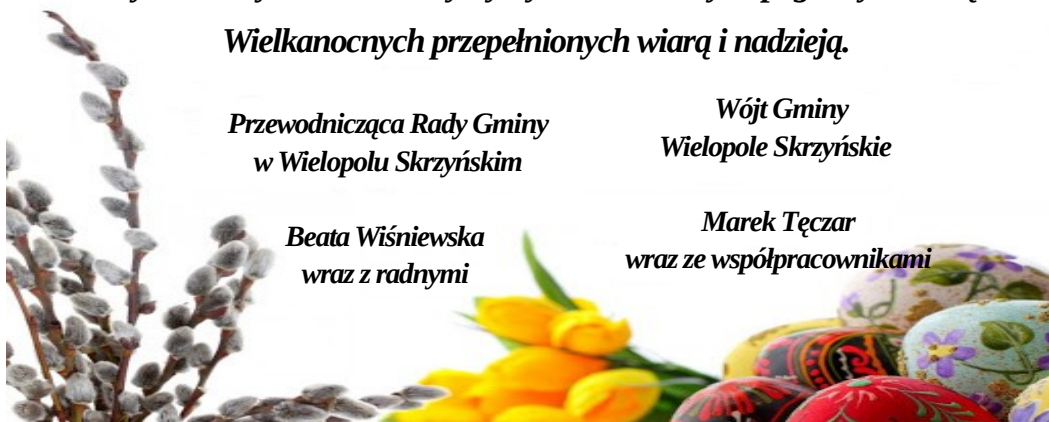 Wielkanocnych przepełnionych wiarą i nadzieją.
Przewodnicząca Rady Gminy
w Wielopolu Skrzyńskim
Beata Wiśniewska
wraz z radnymi
Wójt Gminy
Wielopole Skrzyńskie
Marek Tęczar
wraz ze współpracownikami